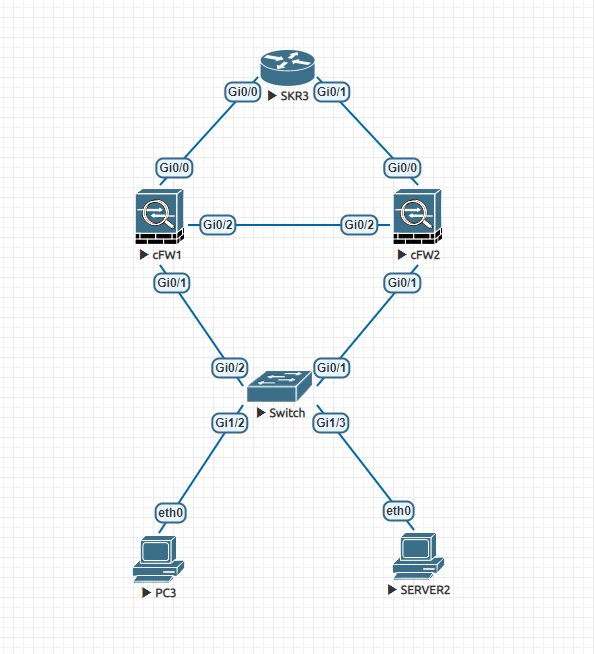 Gi0/0
Gi0/1
SKR3
Gi0/0
Gi0/0
Gi0/2
Gi0/2
cFW1
cFW2
Gi0/1
Gi0/1
Gi0/2
Gi0/1
Switch
Gi1/2
Gi1/3
eth0
eth0
PC3
SERVER2